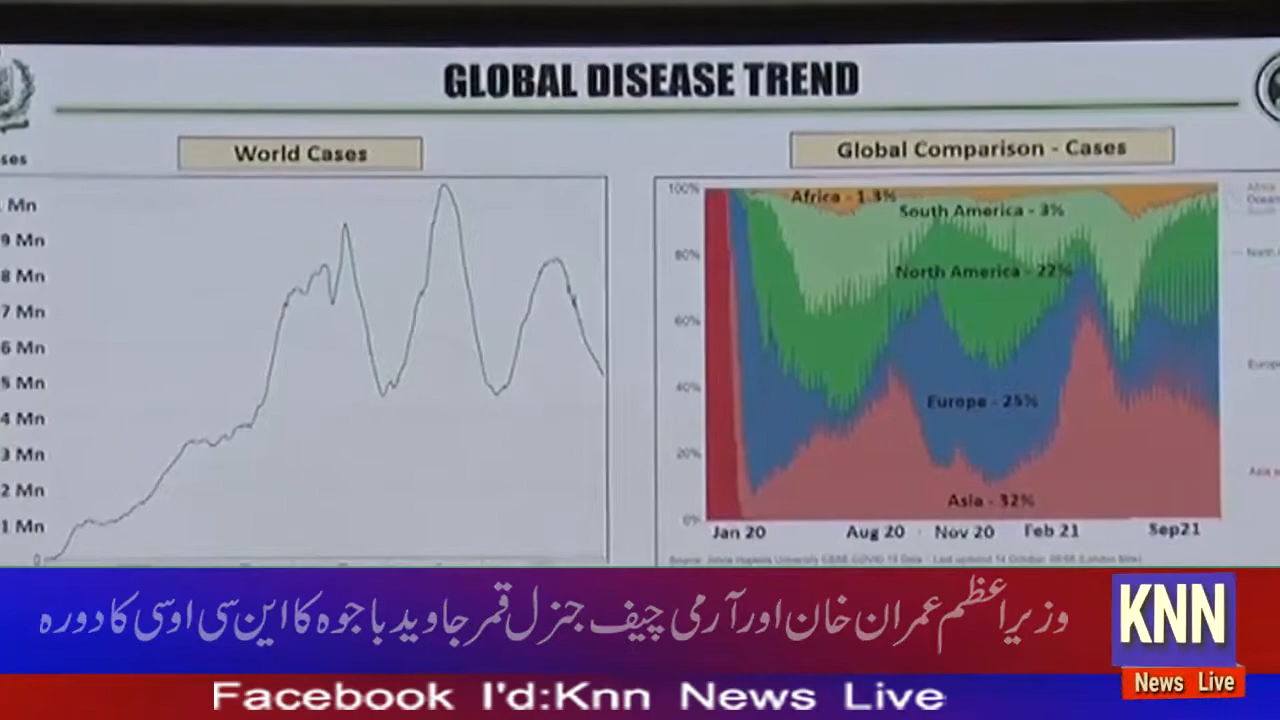 GLOBAL DISEASE TREND
World Cases
Global Comparison - Cases
ses
Mn
9 Mn
8 Mn
7 Mn
6 Mn
5 Mn
4 Mn
3 Mn
2 Mn
1 Mn
0
100%
80%
60%
40%
20%
0%
Africa - 1.3%
South America - 3%
North America - 22%
Europe - 25%
Asia - 32%
Jan 20 Aug 20 Nov 20 Feb 21 Sep21
وزیراعظم عمران خان اور آرمی چیف جنرل قمر جاوید باجوہ کا این سی او سی کا دورہ
KNN
News Live
Facebook I'd:Knn News Live